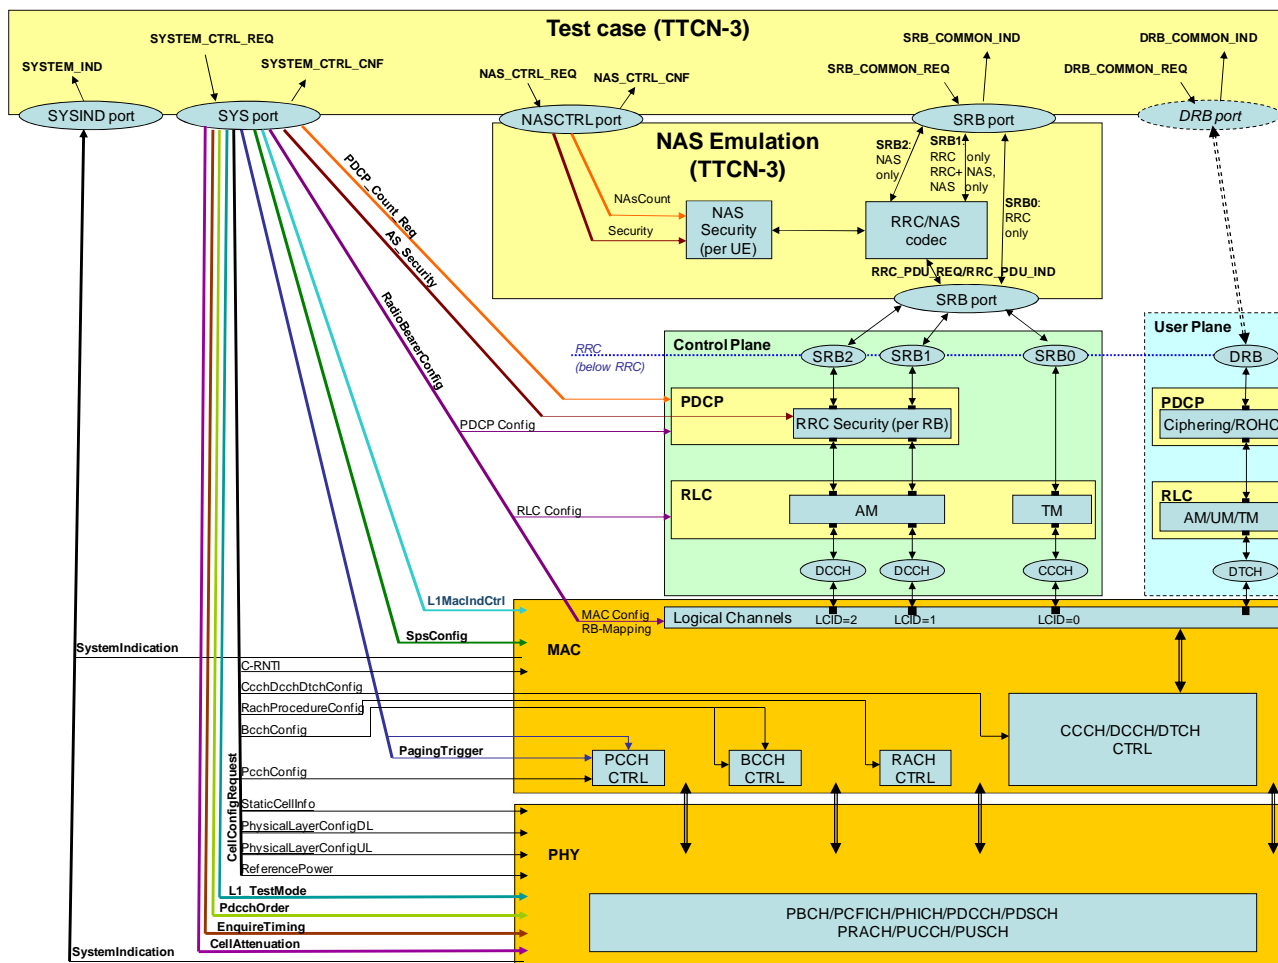 Test case (TTCN-3)
SYSTEM_CTRL_REQ
SYSTEM_IND
SYSTEM_CTRL_CNF
NAS_CTRL_REQ
NAS_CTRL_CNF
SRB_COMMON_IND
SRB_COMMON_REQ
DRB_COMMON_IND
DRB_COMMON_REQ
SYSIND port
SYS port
NASCTRL port
SRB port
DRB port
NAS Emulation
(TTCN-3)
SRB2:
NAS
only
SRB1:
RRC only
RRC+ NAS,
NAS only
SRB0:
RRC
only
PDCP_Count_Req
AS_Security
RadioBearerConfig
NAsCount
Security
NAS
Security
(per UE)
RRC/NAS
codec
RRC_PDU_REQ/RRC_PDU_IND
SRB port
Control Plane
User Plane
RRC
(below RRC)
SRB2
SRB1
SRB0
DRB
PDCP
RRC Security (per RB)
PDCP Config
PDCP
Ciphering/ROHC
RLC
AM
TM
RLC Config
RLC
AM/UM/TM
DCCH
DCCH
CCCH
DTCH
L1MacIndCtrl
MAC Config
RB-Mapping
Logical Channels
LCID=2
LCID=1
LCID=0
SpsConfig
MAC
SystemIndication
C-RNTI
CcchDcchDtchConfig
RachProcedureConfig
BcchConfig
PagingTrigger
PcchConfig
PCCH
CTRL
BCCH
CTRL
RACH
CTRL
CCCH/DCCH/DTCH
CTRL
CellConfigRequest
StaticCellInfo
PhysicalLayerConfigDL
PhysicalLayerConfigUL
ReferencePower
PHY
L1_TestMode
PdcchOrder
EnquireTiming
CellAttenuation
SystemIndication
PBCH/PCFICH/PHICH/PDCCH/PDSCH
PRACH/PUCCH/PUSCH